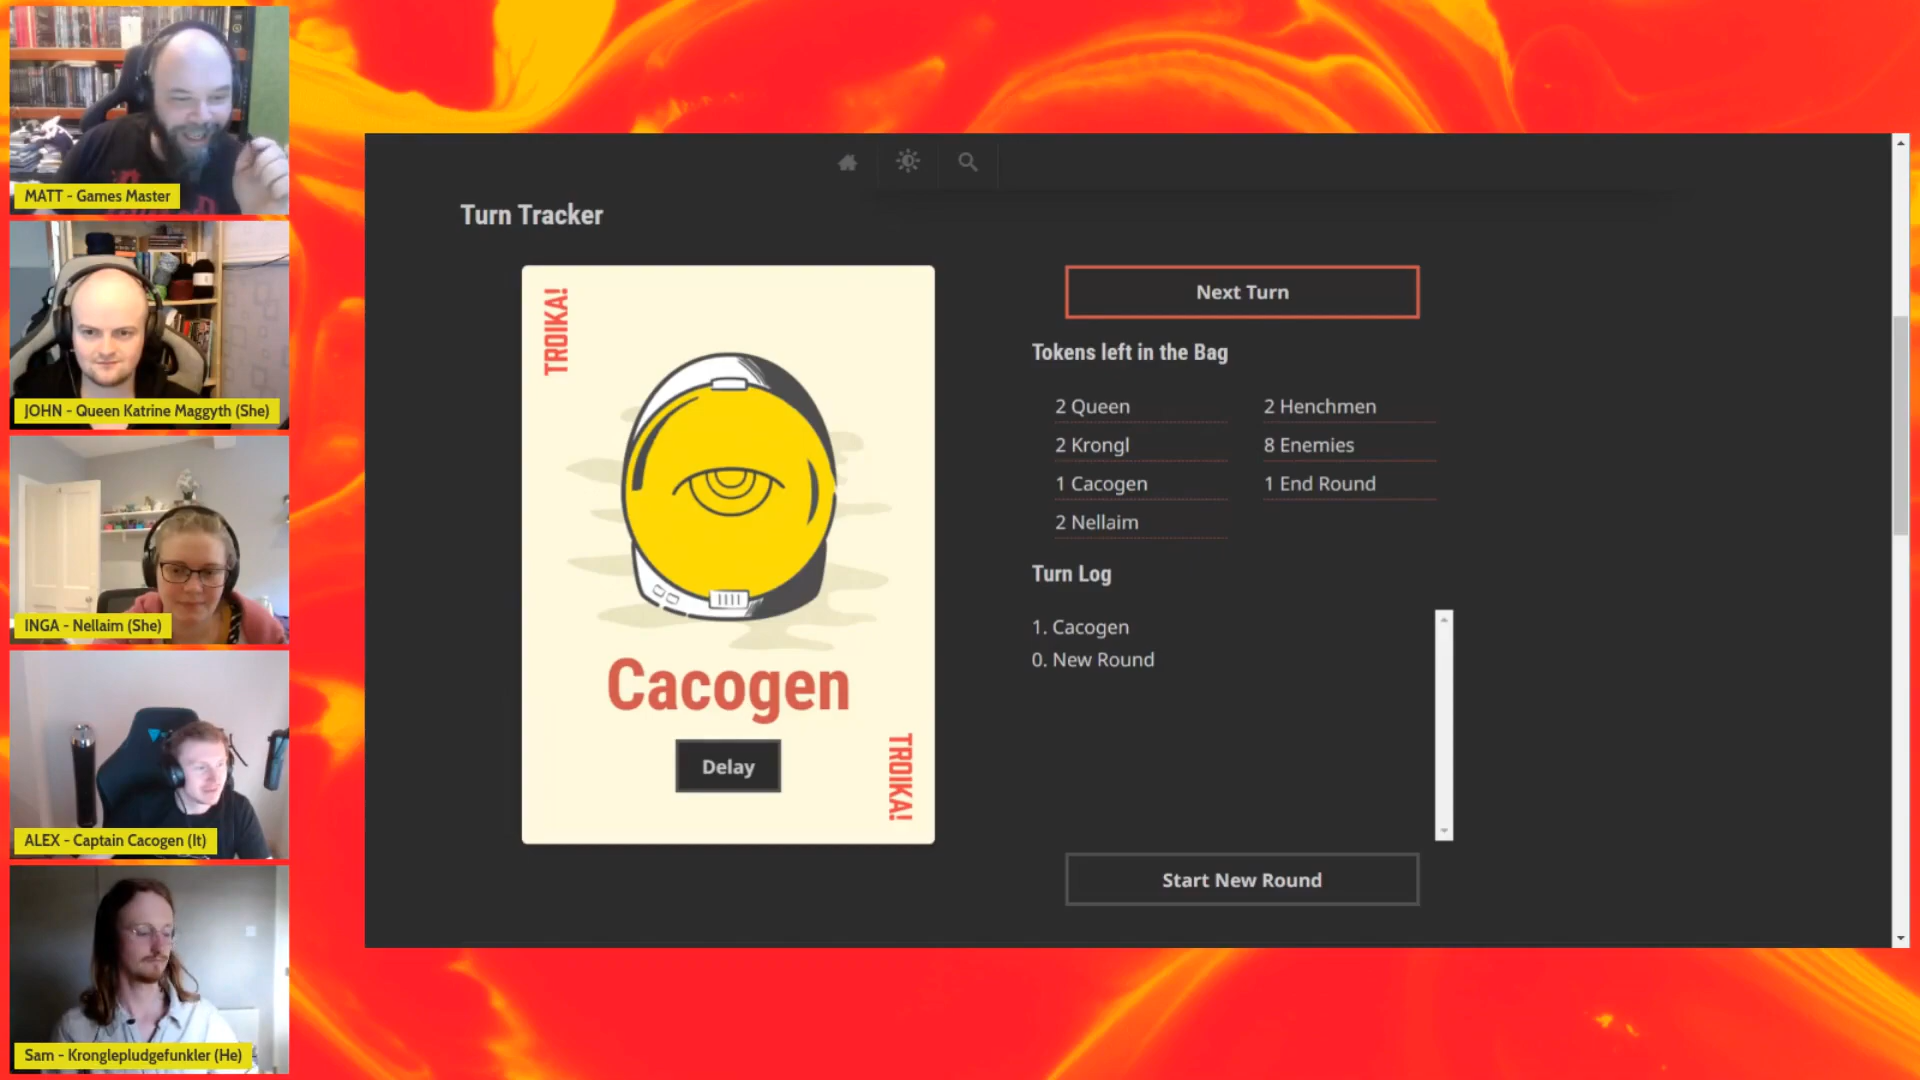 MATT - Games Master
JOHN - Queen Katrine Maggyth (She)
INGA - Nellaim (She)
ALEX - Captain Cacogen (It)
Sam - Kronglepludgefunkler (He)
Turn Tracker
TROIKA!
Cacogen
Delay
TROIKA!
Next Turn
Tokens left in the Bag
2 Queen
2 Henchmen
2 Krongl
8 Enemies
1 Cacogen
1 End Round
2 Nellaim
Turn Log
1. Cacogen
0. New Round
Start New Round